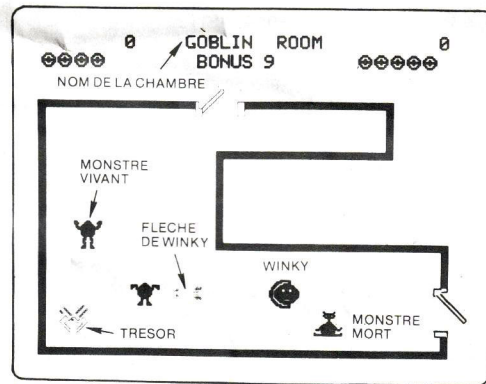 0 GOBLIN ROOM 0
BONUS 9
NOM DE LA CHAMBRE
MONSTRE
VIVANT
FLECHE
DE WINKY
WINKY
TRESOR
MONSTRE
MORT